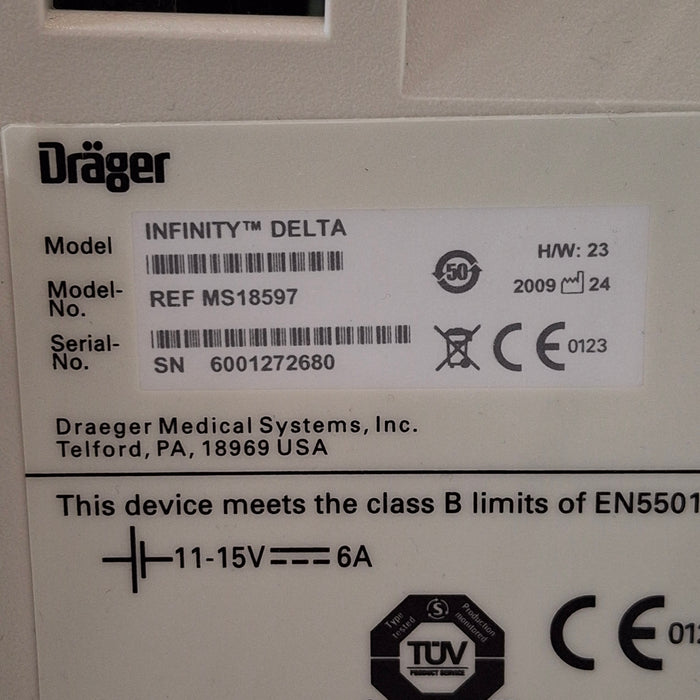 Dräger
Model INFINITY™ DELTA
Model-
No. REF MS18597
Serial-
No. SN 6001272680
50
H/W: 23
2009 24
0123
Draeger Medical Systems, Inc.
Telford, PA, 18969 USA
This device meets the class B limits of EN5501
11-15V 6A
Type
tested
S
Production
monitored
TÜV
PRODUCT SERVICE
CE 012